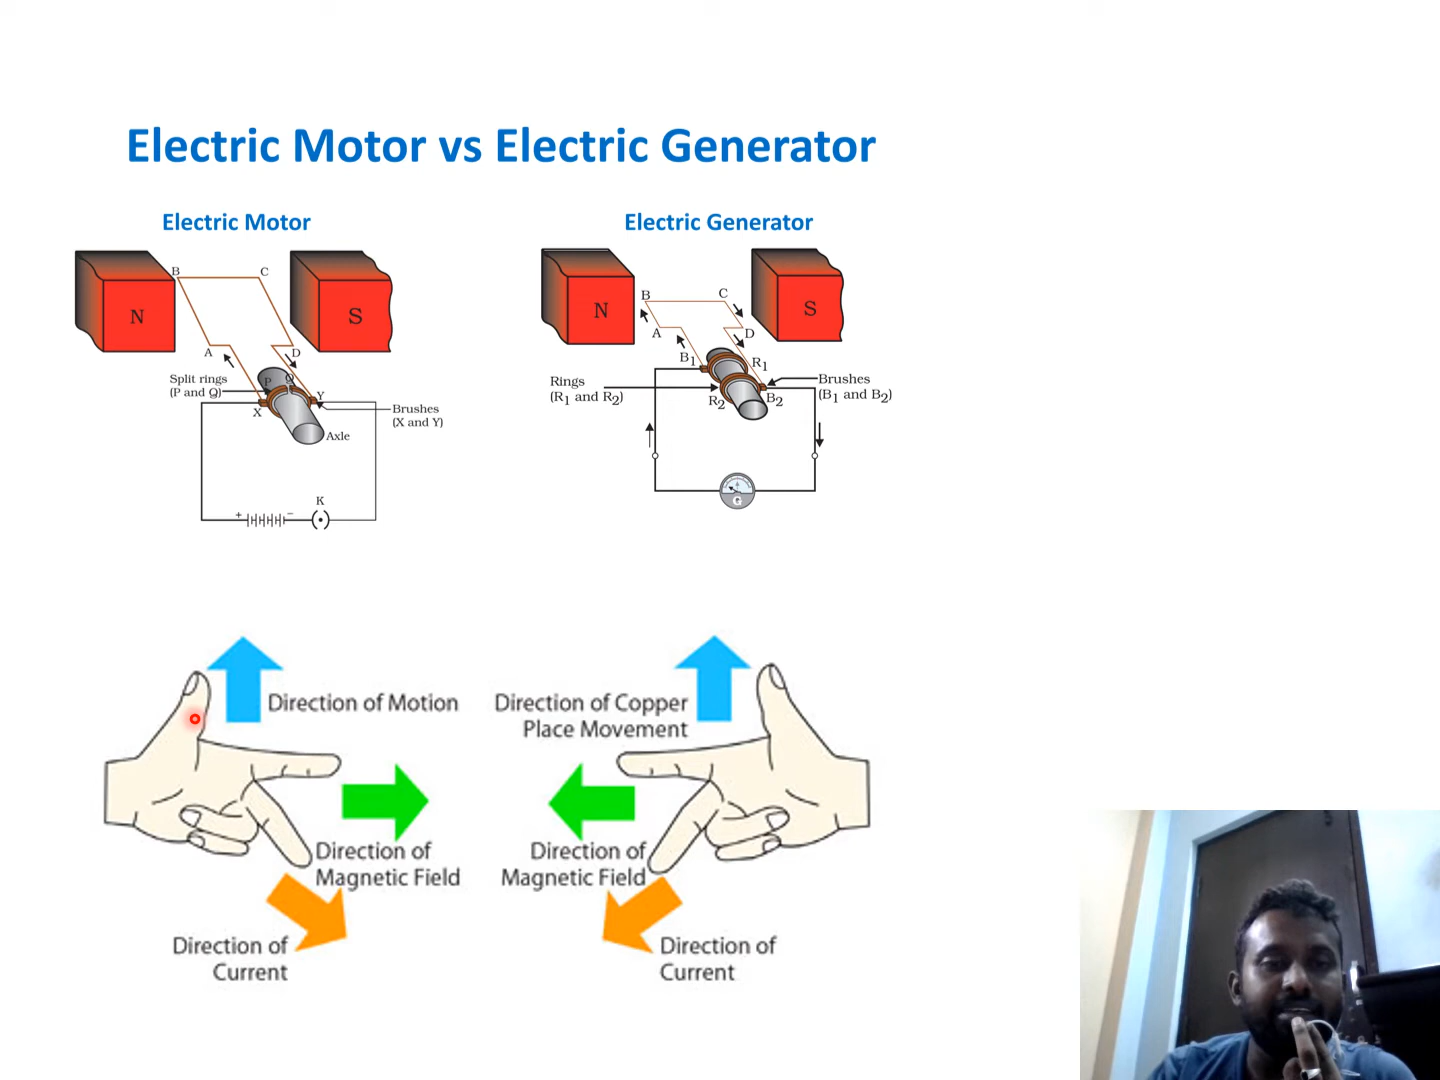 Electric Motor vs Electric Generator
Electric Motor
B
C
N
S
A
D
Split rings
(P and Q)
P
Q
X
Y
Brushes
(X and Y)
Axle
K
+
−
Electric Generator
B
C
N
S
A
D
B1
R1
Rings
(R1 and R2)
R2
B2
Brushes
(B1 and B2)
G
Direction of Motion
Direction of
Magnetic Field
Direction of
Current
Direction of Copper
Place Movement
Direction of
Magnetic Field
Direction of
Current